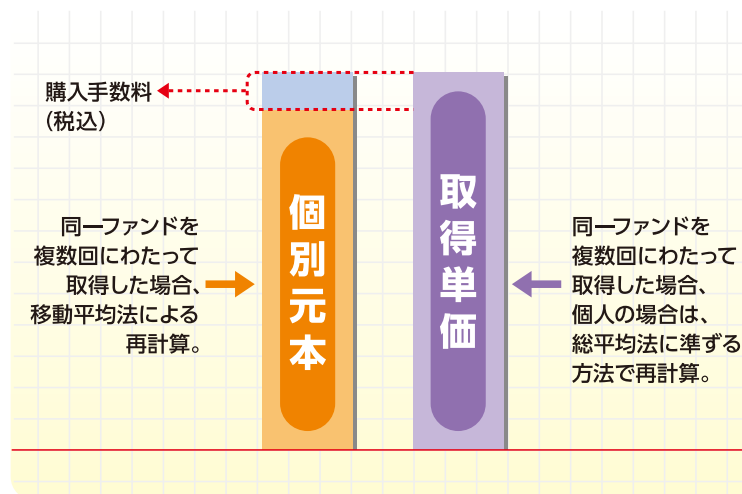 購入手数料
（税込）
同一ファンドを
複数回にわたって
取得した場合、
移動平均法による
再計算。
個別元本
取得単価
同一ファンドを
複数回にわたって
取得した場合、
個人の場合は、
総平均法に準ずる
方法で再計算。